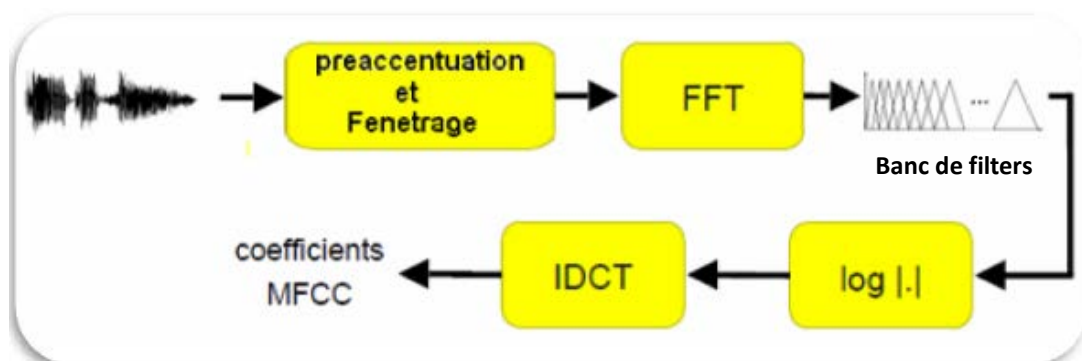 preaccentuation
et
Fenetrage
FFT
...
Banc de filters
log |.|
IDCT
coefficients
MFCC